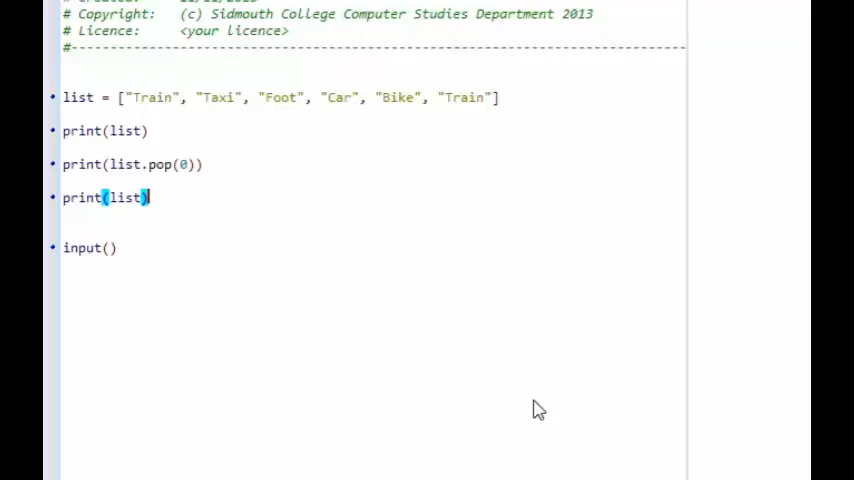 # Copyright: (c) Sidmouth College Computer Studies Department 2013
# Licence: <your licence>
#-------------------------------------------------------------------------------
list = ["Train", "Taxi", "Foot", "Car", "Bike", "Train"]
print(list)
print(list.pop(0))
print(list)
input()